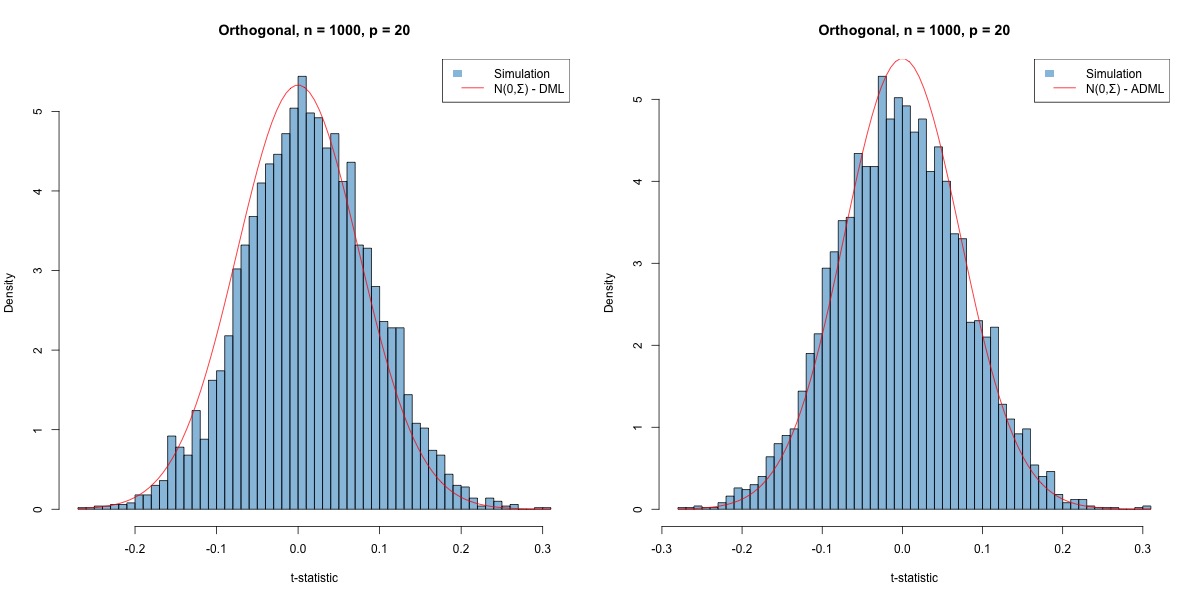 Orthogonal, n = 1000, p = 20
Simulation
N(0,Σ) - DML
Density
0
1
2
3
4
5
-0.2
-0.1
0.0
0.1
0.2
0.3
t-statistic
Orthogonal, n = 1000, p = 20
Simulation
N(0,Σ) - ADML
Density
0
1
2
3
4
5
-0.3
-0.2
-0.1
0.0
0.1
0.2
0.3
t-statistic